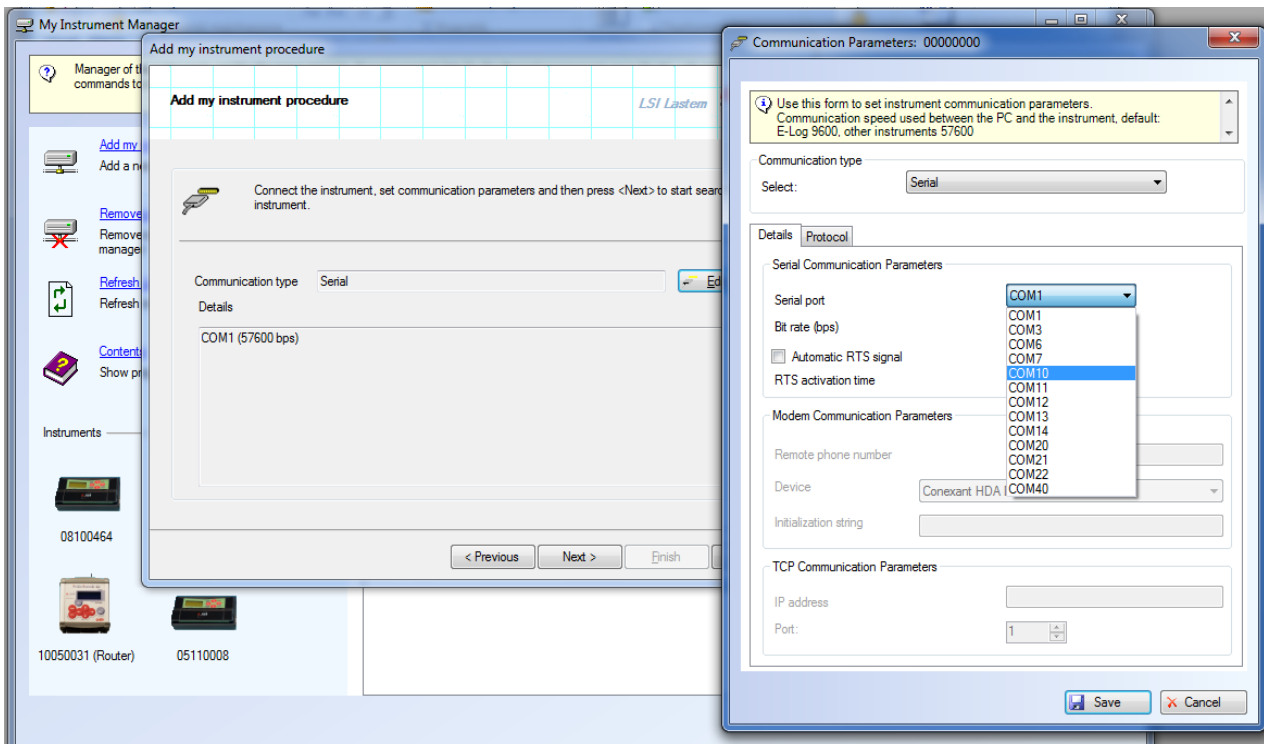 My Instrument Manager
Manager of t
commands to
Add my
Add a n
Remove
Remove
manage
Refresh
Refresh
Content
Show pr
Instruments
08100464
10050031 (Router)
05110008
Add my instrument procedure
Add my instrument procedure
LSI Lastem
Connect the instrument, set communication parameters and then press <Next> to start sear
instrument.
Communication type
Serial
Ed
Details
COM1 (57600 bps)
< Previous
Next >
Finish
Communication Parameters: 00000000
Use this form to set instrument communication parameters.
Communication speed used between the PC and the instrument, default:
E-Log 9600, other instruments 57600
Communication type
Select:
Serial
Details
Protocol
Serial Communication Parameters
Serial port
COM1
COM1
COM3
COM6
COM7
COM10
COM11
COM12
COM13
COM14
COM20
COM21
COM22
COM40
Bit rate (bps)
Automatic RTS signal
RTS activation time
Modem Communication Parameters
Remote phone number
Device
Conexant HDA
Initialization string
TCP Communication Parameters
IP address
Port:
1
Save
Cancel